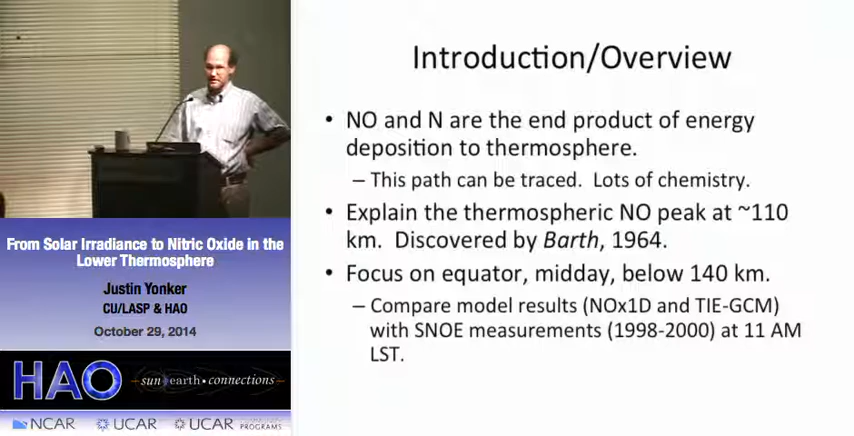 Introduction/Overview
• NO and N are the end product of energy
deposition to thermosphere.
– This path can be traced. Lots of chemistry.
• Explain the thermospheric NO peak at ~110
km. Discovered by Barth, 1964.
• Focus on equator, midday, below 140 km.
– Compare model results (NOx1D and TIE-GCM)
with SNOE measurements (1998-2000) at 11 AM
LST.
From Solar Irradiance to Nitric Oxide in the
Lower Thermosphere
Justin Yonker
CU/LASP & HAO
October 29, 2014
HAO
—sun earth•connections—
NCAR
UCAR
UCAR
PROGRAMS